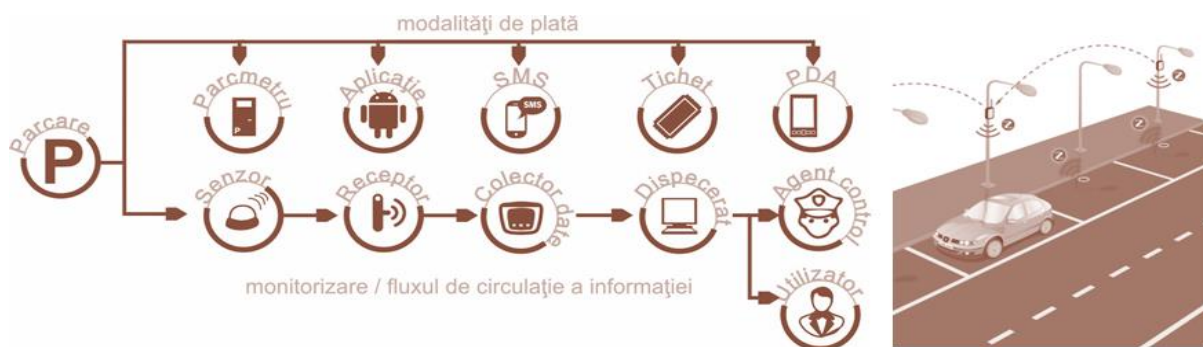 modalităţi de plată
Parcmetru
Aplicaţie
SMS
SMS
Tichet
PDA
Parcare
P
P
Senzor
Receptor
Colector date
Dispecerat
Agent control
Utilizator
monitorizare / fluxul de circulaţie a informaţiei
Z
Z
Z
Z